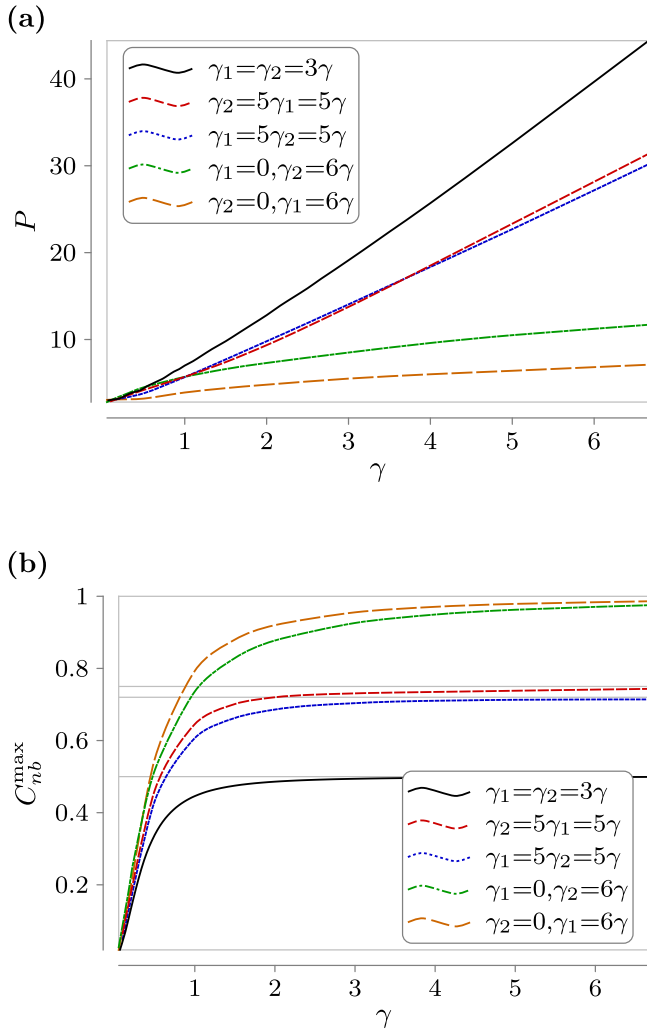 (a)
P
40
30
20
10
γ₁=γ₂=3γ
γ₂=5γ₁=5γ
γ₁=5γ₂=5γ
γ₁=0,γ₂=6γ
γ₂=0,γ₁=6γ
1 2 3 4 5 6
γ
(b)
C_{nb}^{max}
1
0.8
0.6
0.4
0.2
γ₁=γ₂=3γ
γ₂=5γ₁=5γ
γ₁=5γ₂=5γ
γ₁=0,γ₂=6γ
γ₂=0,γ₁=6γ
1 2 3 4 5 6
γ